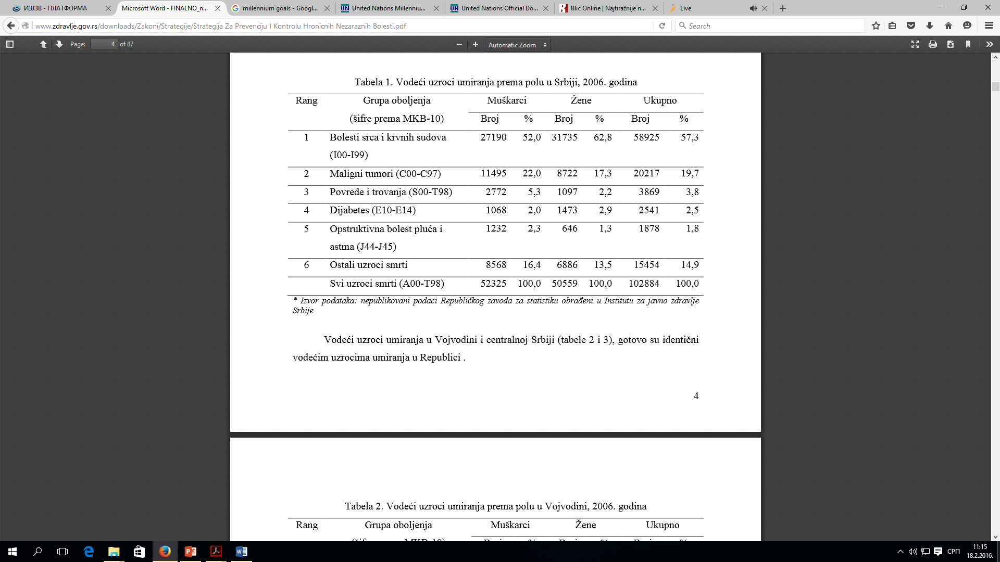 ИЗЈЗВ - ПЛАТФОРМА
Microsoft Word - FINALNO_n...
millennium goals - Googl...
United Nations Millenniu...
United Nations Official Do...
Blic Online | Najtiražnije n...
Live
www.zdravlje.gov.rs/downloads/Zakoni/Strategije/Strategija Za Prevenciju I Kontrolu Hronicnih Nezaraznih Bolesti.pdf
Search
Page: 4 of 87
Automatic Zoom
Tabela 1. Vodeći uzroci umiranja prema polu u Srbiji, 2006. godina
Rang Grupa oboljenja Muškarci Žene Ukupno
(šifre prema MKB-10) Broj % Broj % Broj %
1 Bolesti srca i krvnih sudova 27190 52,0 31735 62,8 58925 57,3
(I00-I99)
2 Maligni tumori (C00-C97) 11495 22,0 8722 17,3 20217 19,7
3 Povrede i trovanja (S00-T98) 2772 5,3 1097 2,2 3869 3,8
4 Dijabetes (E10-E14) 1068 2,0 1473 2,9 2541 2,5
5 Opstruktivna bolest pluća i 1232 2,3 646 1,3 1878 1,8
astma (J44-J45)
6 Ostali uzroci smrti 8568 16,4 6886 13,5 15454 14,9
Svi uzroci smrti (A00-T98) 52325 100,0 50559 100,0 102884 100,0
* Izvor podataka: nepublikovani podaci Republičkog zavoda za statistiku obrađeni u Institutu za javno zdravlje
Srbije
Vodeći uzroci umiranja u Vojvodini i centralnoj Srbiji (tabele 2 i 3), gotovo su identični
vodećim uzrocima umiranja u Republici .
4
Tabela 2. Vodeći uzroci umiranja prema polu u Vojvodini, 2006. godina
Rang Grupa oboljenja Muškarci Žene Ukupno
(šifre prema MKB-10) Broj % Broj % Broj %
СРП
11:15
18.2.2016.